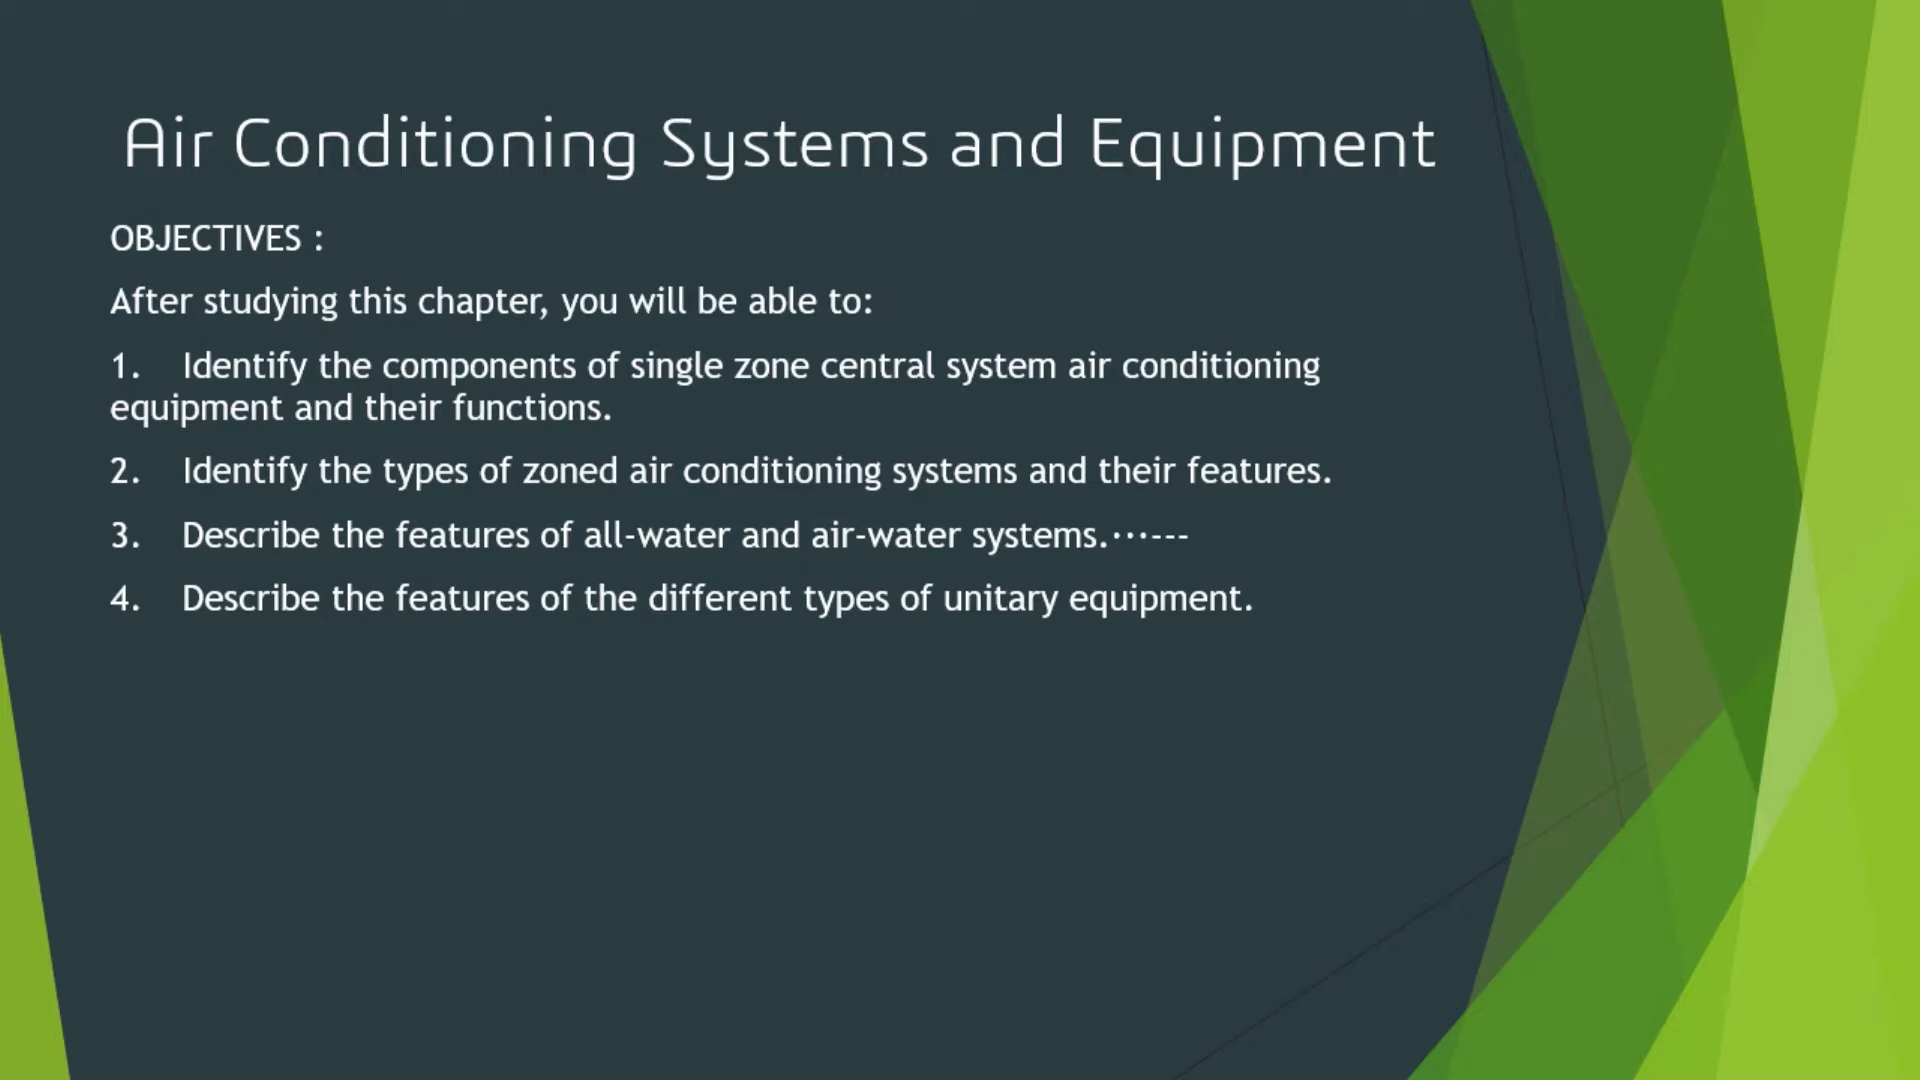 Air Conditioning Systems and Equipment
OBJECTIVES :
After studying this chapter, you will be able to:
1. Identify the components of single zone central system air conditioning
equipment and their functions.
2. Identify the types of zoned air conditioning systems and their features.
3. Describe the features of all-water and air-water systems.···---
4. Describe the features of the different types of unitary equipment.